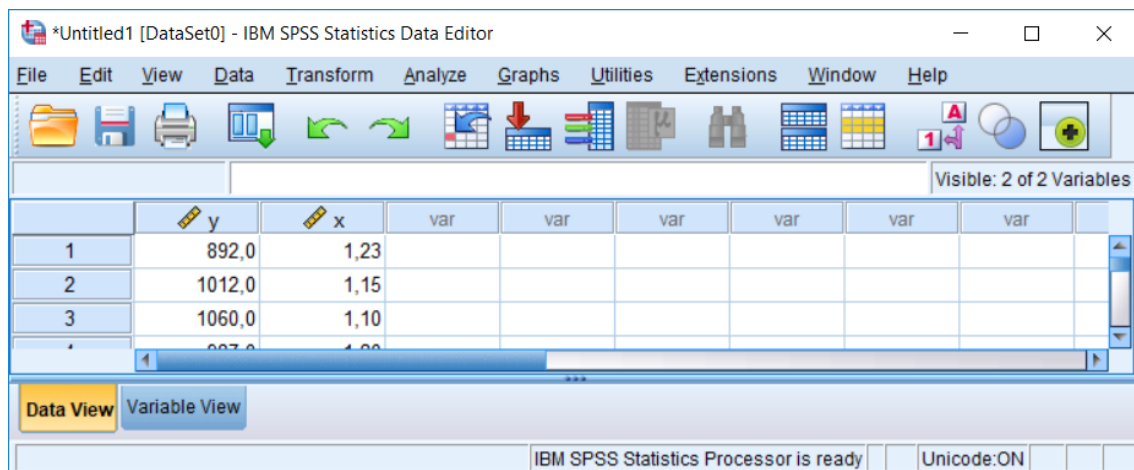 *Untitled1 [DataSet0] - IBM SPSS Statistics Data Editor
File Edit View Data Transform Analyze Graphs Utilities Extensions Window Help
Visible: 2 of 2 Variables
y x var var var var var var
1 892,0 1,23
2 1012,0 1,15
3 1060,0 1,10
Data View Variable View
IBM SPSS Statistics Processor is ready Unicode:ON